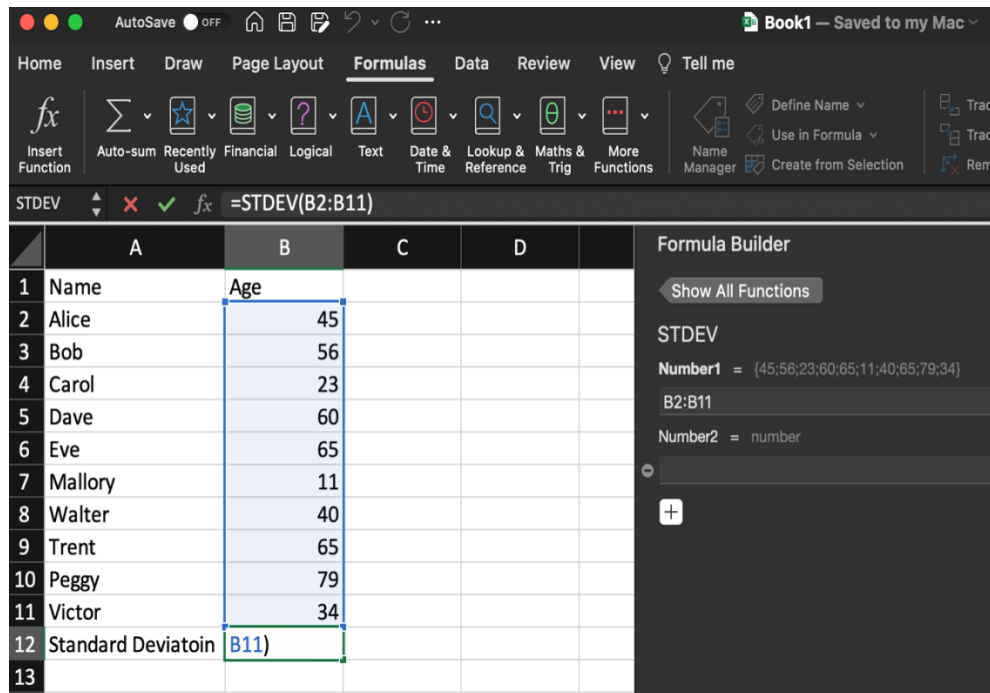 AutoSave OFF ... Book1 — Saved to my Mac
Home Insert Draw Page Layout Formulas Data Review View Tell me
fx Σ ? A θ
Insert Function Auto-sum Recently Used Financial Logical Text Date & Time Lookup & Reference Maths & Trig More Functions Name Manager
Define Name
Use in Formula
Create from Selection
STDEV fx =STDEV(B2:B11)
A B C D
1 Name Age
2 Alice 45
3 Bob 56
4 Carol 23
5 Dave 60
6 Eve 65
7 Mallory 11
8 Walter 40
9 Trent 65
10 Peggy 79
11 Victor 34
12 Standard Deviatoin B11)
13
Formula Builder
Show All Functions
STDEV
Number1 = {45;56;23;60;65;11;40;65;79;34}
B2:B11
Number2 = number